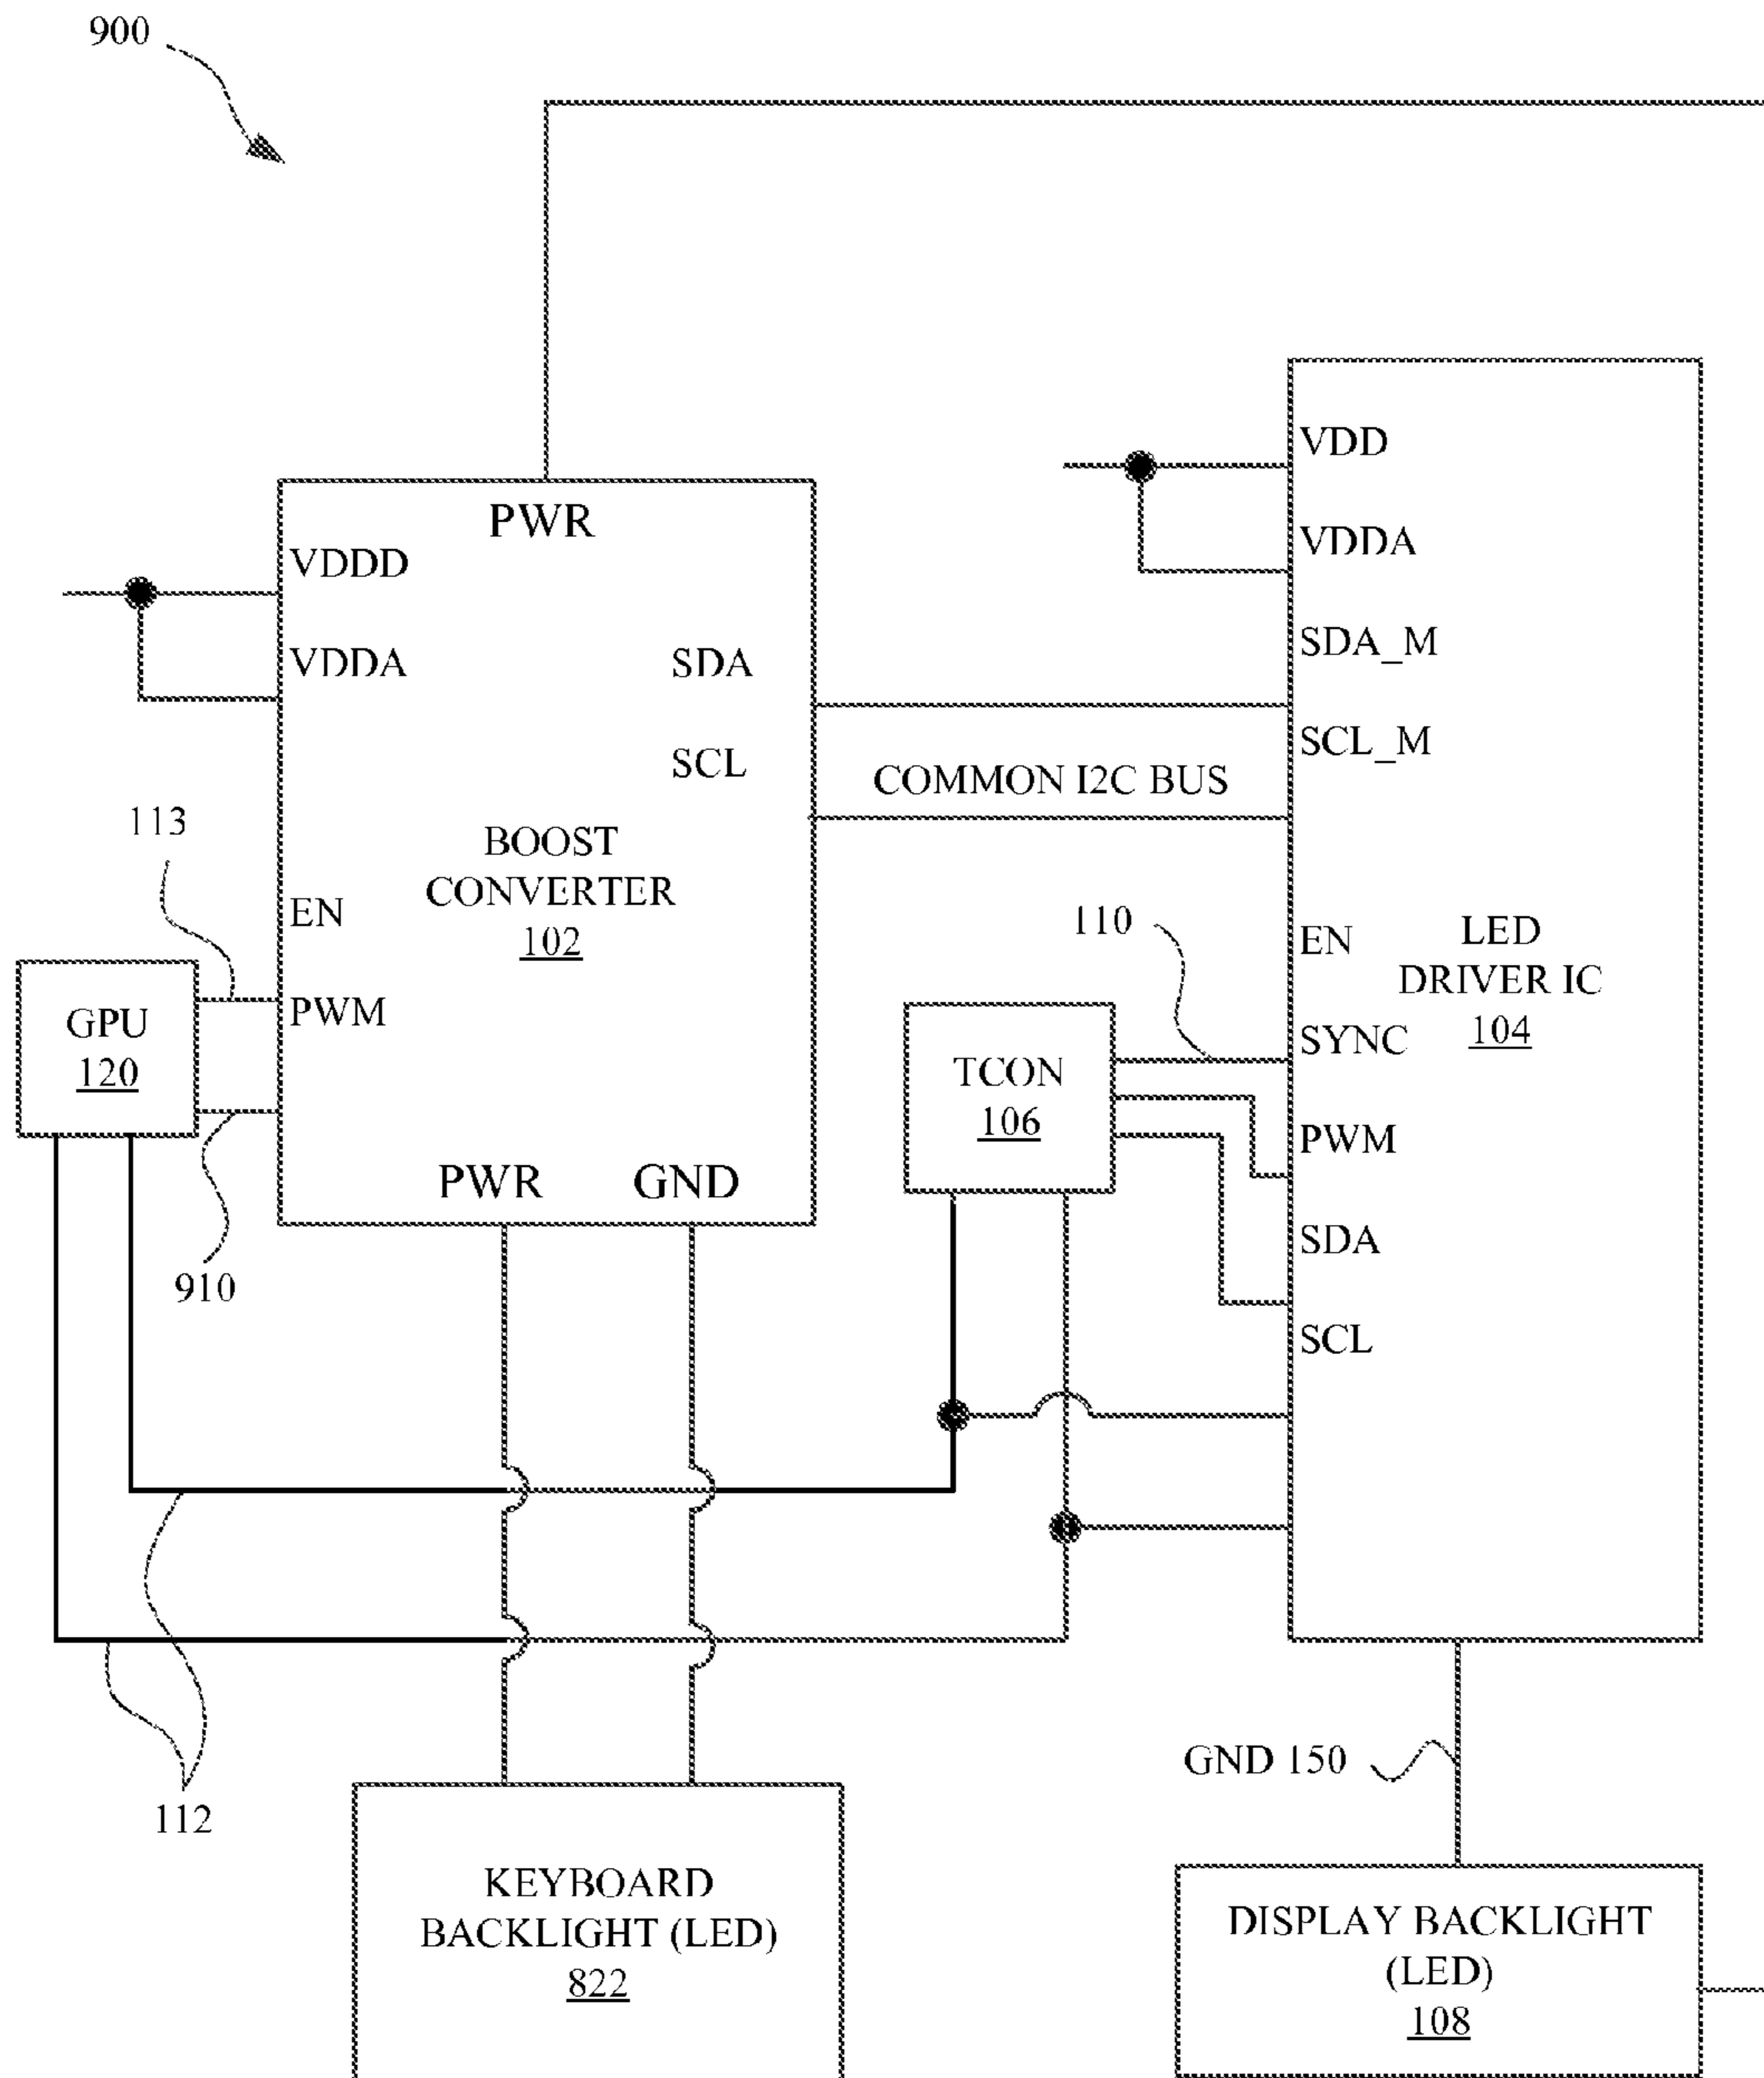 900
PWR
VDDD
VDDA
SDA
SCL
BOOST
CONVERTER
102
EN
PWM
PWR
GND
113
GPU
120
910
COMMON I2C BUS
VDD
VDDA
SDA_M
SCL_M
EN
SYNC
PWM
SDA
SCL
LED
DRIVER IC
104
110
TCON
106
112
GND 150
KEYBOARD
BACKLIGHT (LED)
822
DISPLAY BACKLIGHT
(LED)
108